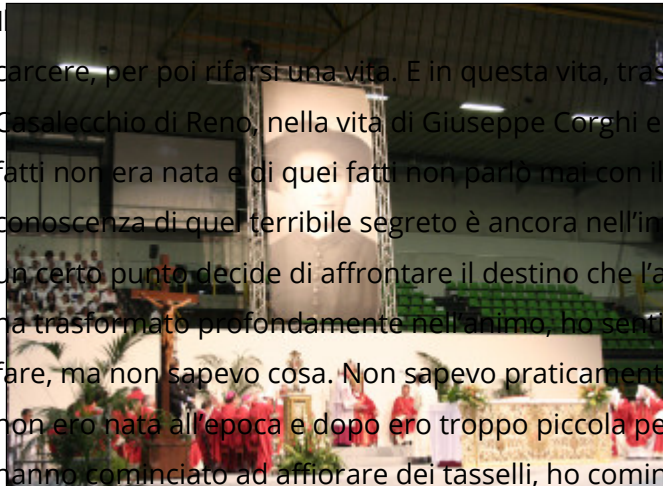 carcere, per poi rifarsi una vita. E in questa vita, tras
Casalecchio di Reno, nella vita di Giuseppe Corghi e
fatti non era nata e di quei fatti non parlò mai con il
conoscenza di quel terribile segreto è ancora nell'in
un certo punto decide di affrontare il destino che l'a
ha trasformato profondamente nell'animo, ho senti
fare, ma non sapevo cosa. Non sapevo praticament
non ero nata all'epoca e dopo ero troppo piccola pe
hanno cominciato ad affiorare dei tasselli, ho comin